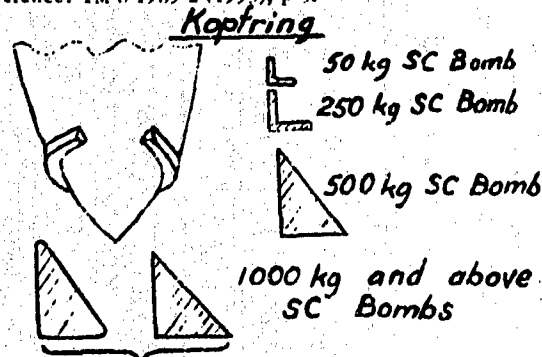 Kopfring
50 kg SC Bomb
250 kg SC Bomb
500 kg SC Bomb
1000 kg and above
SC Bombs